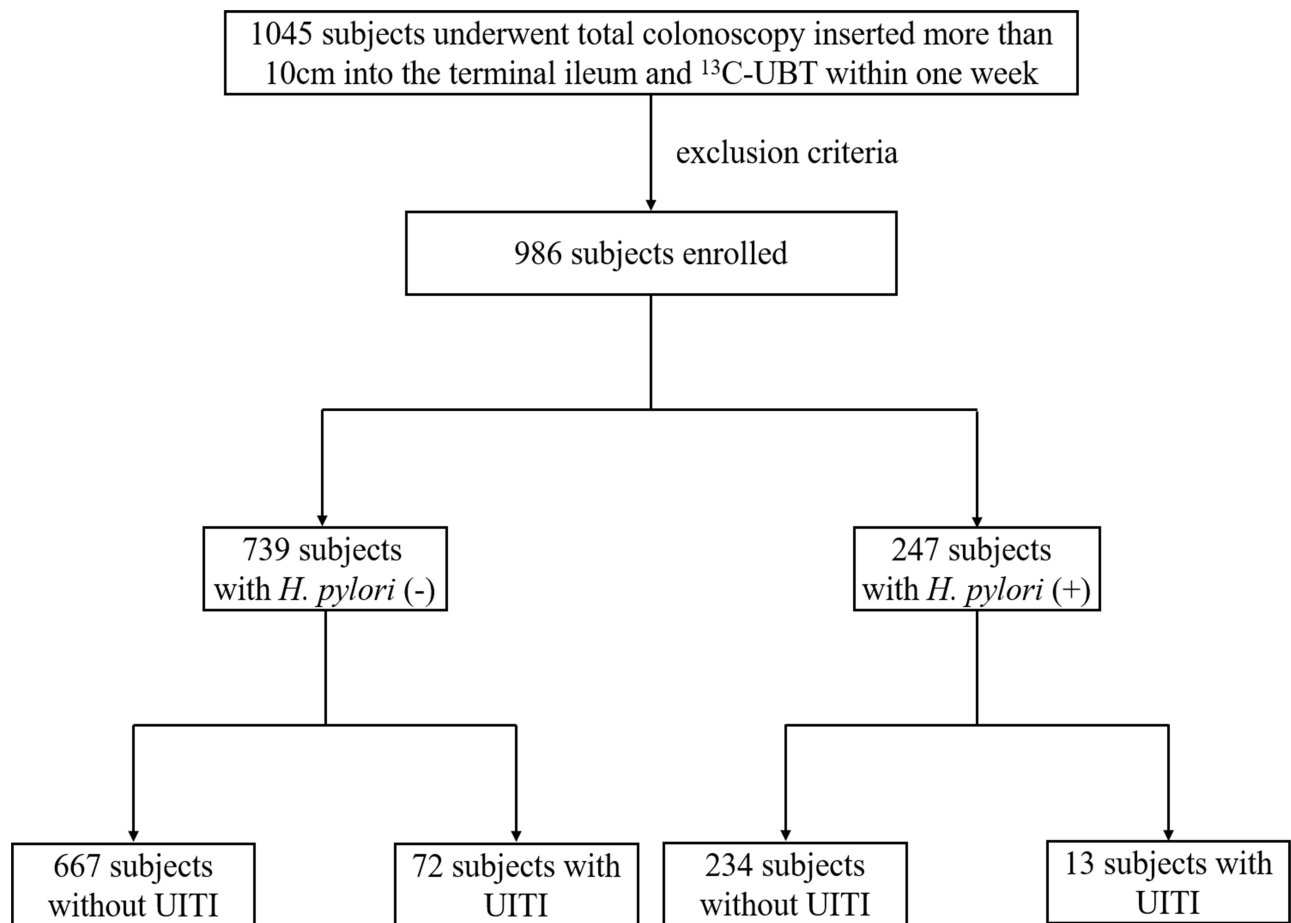 1045 subjects underwent total colonoscopy inserted more than
10cm into the terminal ileum and ¹³C-UBT within one week
exclusion criteria
986 subjects enrolled
739 subjects
with H. pylori (-)
247 subjects
with H. pylori (+)
667 subjects
without UITI
72 subjects with
UITI
234 subjects
without UITI
13 subjects with
UITI